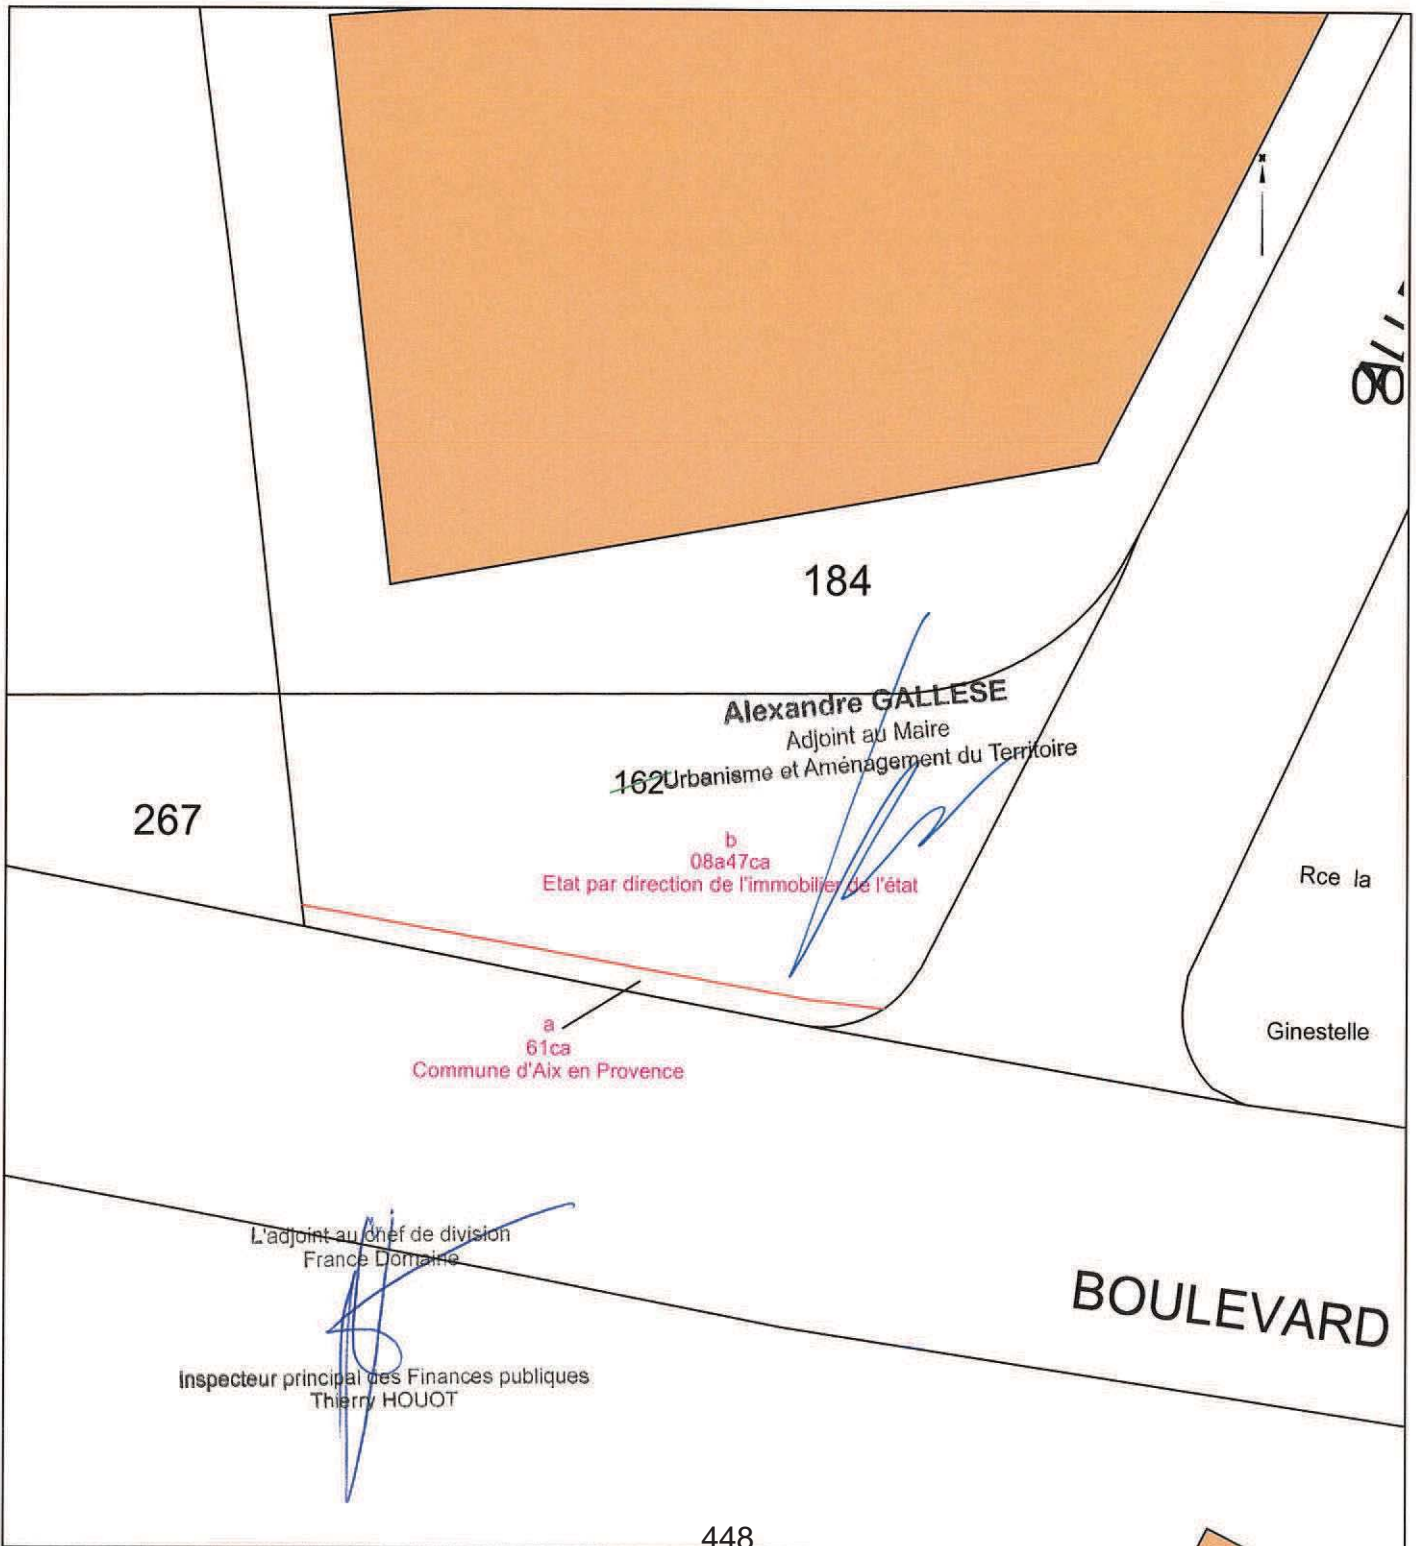 N
184
Alexandre GALLESE
Adjoint au Maire
162
Urbanisme et Aménagement du Territoire
267
b
08a47ca
Etat par direction de l'immobilier de l'état
Rce la
Ginestelle
a
61ca
Commune d'Aix en Provence
L'adjoint au chef de division
France Domaine
BOULEVARD
Inspecteur principal des Finances publiques
Thierry HOUOT
448